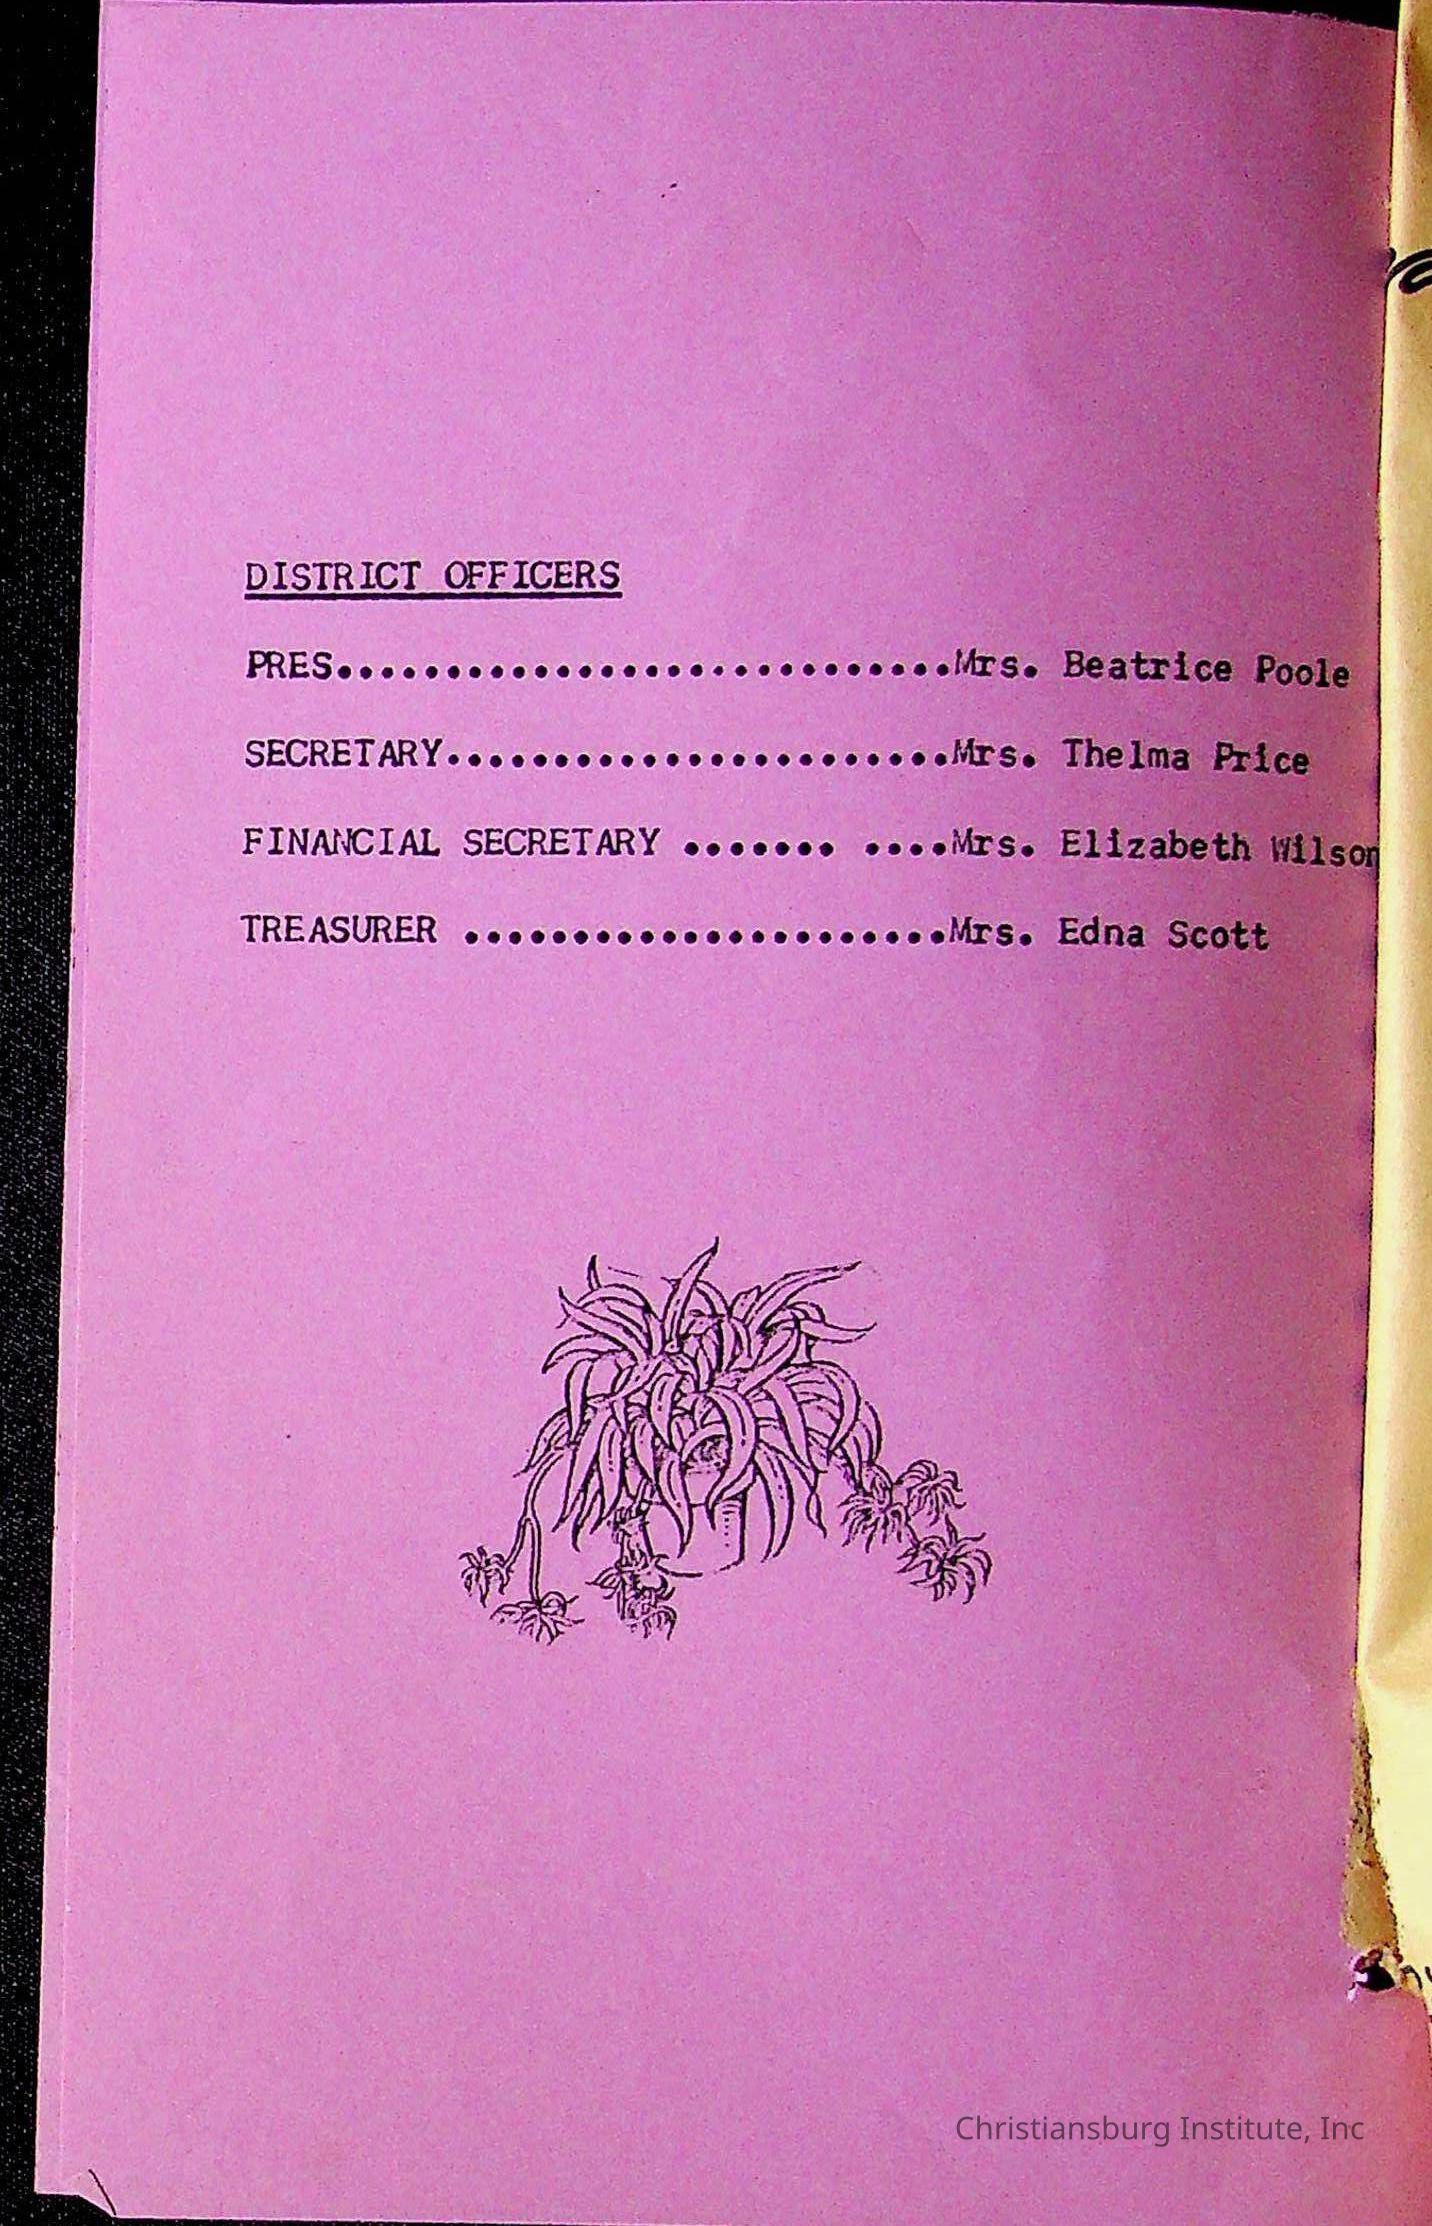 DISTRICT OFFICERS
PRES.............................Mrs. Beatrice Poole
SECRETARY........................Mrs. Thelma Price
FINANCIAL SECRETARY ....... ....Mrs. Elizabeth Wilson
TREASURER .......................Mrs. Edna Scott
Christiansburg Institute, Inc